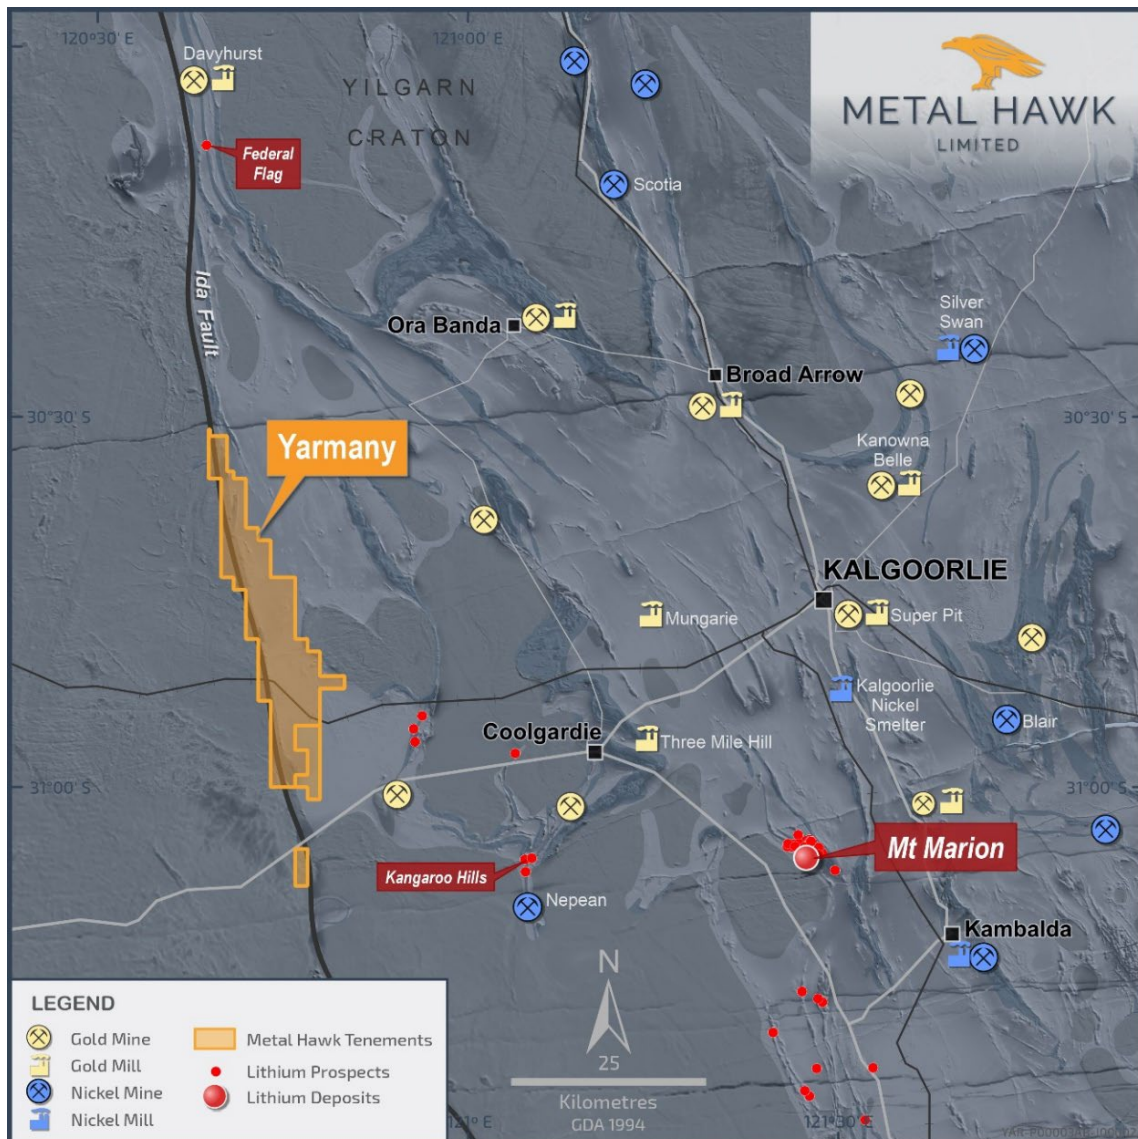 120°30' E
121°00' E
METAL HAWK
LIMITED
Davyhurst
YILGARN
CRATON
Federal
Flag
Scotia
Ida Fault
Ora Banda
Silver
Swan
Broad Arrow
30°30' S
30°30' S
Yarmany
Kanowna
Belle
KALGOORLIE
Mungarie
Super Pit
Kalgoorlie
Nickel
Smelter
Blair
Coolgardie
Three Mile Hill
31°00' S
31°00' S
Mt Marion
Kangaroo Hills
Nepean
Kambalda
N
25
Kilometres
GDA 1994
LEGEND
Gold Mine
Gold Mill
Nickel Mine
Nickel Mill
Metal Hawk Tenements
Lithium Prospects
Lithium Deposits
121°30' E